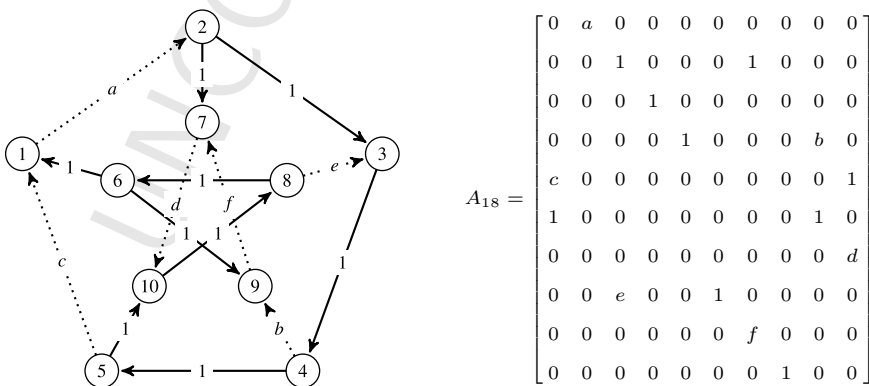 2
1
a 1
7
1 3
1 6 1 8 e
d f
1 1
c 1
10 9
1 b
5 1 4
A18 =
0 a 0 0 0 0 0 0 0 0
0 0 1 0 0 0 1 0 0 0
0 0 0 1 0 0 0 0 0 0
0 0 0 0 1 0 0 0 b 0
c 0 0 0 0 0 0 0 0 1
1 0 0 0 0 0 0 0 1 0
0 0 0 0 0 0 0 0 0 d
0 0 e 0 0 1 0 0 0 0
0 0 0 0 0 0 f 0 0 0
0 0 0 0 0 0 0 1 0 0